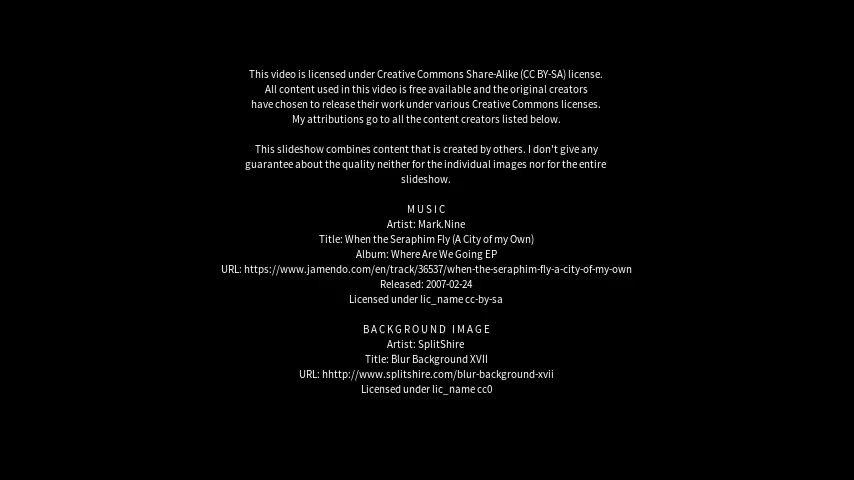 This video is licensed under Creative Commons Share-Alike (CC BY-SA) license.
All content used in this video is free available and the original creators
have chosen to release their work under various Creative Commons licenses.
My attributions go to all the content creators listed below.
This slideshow combines content that is created by others. I don't give any
guarantee about the quality neither for the individual images nor for the entire
slideshow.
M U S I C
Artist: Mark.Nine
Title: When the Seraphim Fly (A City of my Own)
Album: Where Are We Going EP
URL: https://www.jamendo.com/en/track/36537/when-the-seraphim-fly-a-city-of-my-own
Released: 2007-02-24
Licensed under lic_name cc-by-sa
B A C K G R O U N D   I M A G E
Artist: SplitShire
Title: Blur Background XVII
URL: hhttp://www.splitshire.com/blur-background-xvii
Licensed under lic_name cc0